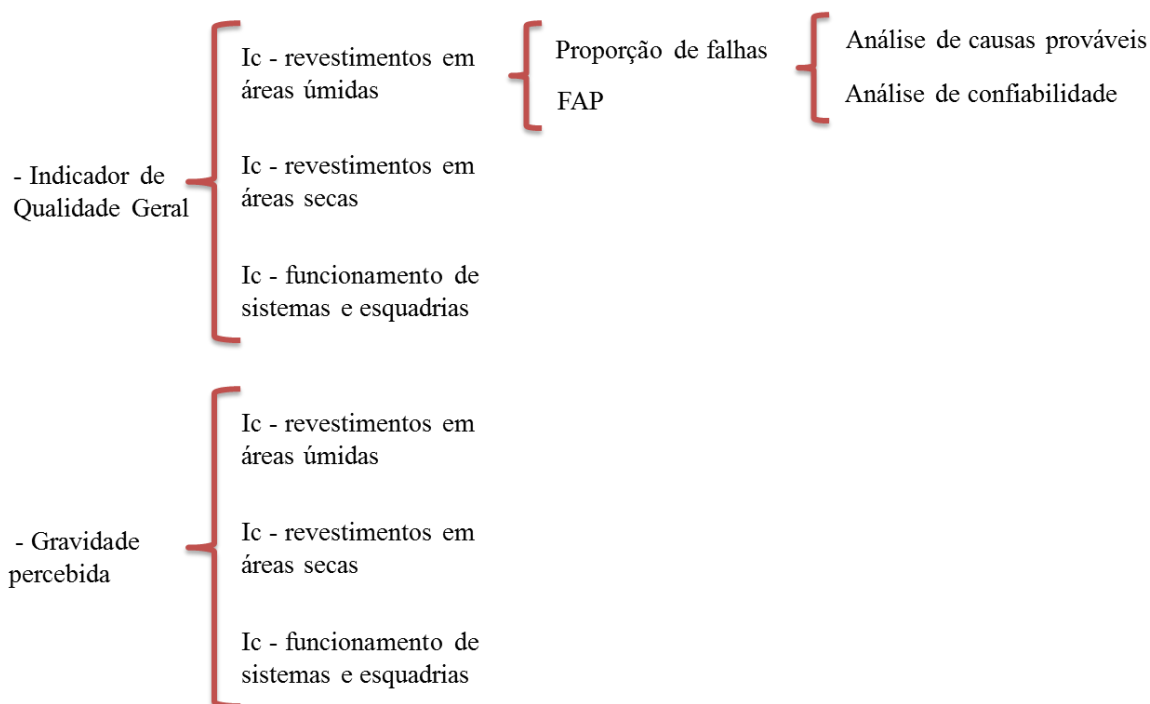 - Indicador de
Qualidade Geral
Ic - revestimentos em
áreas úmidas
Proporção de falhas
FAP
Análise de causas prováveis
Análise de confiabilidade
Ic - revestimentos em
áreas secas
Ic - funcionamento de
sistemas e esquadrias
- Gravidade
percebida
Ic - revestimentos em
áreas úmidas
Ic - revestimentos em
áreas secas
Ic - funcionamento de
sistemas e esquadrias